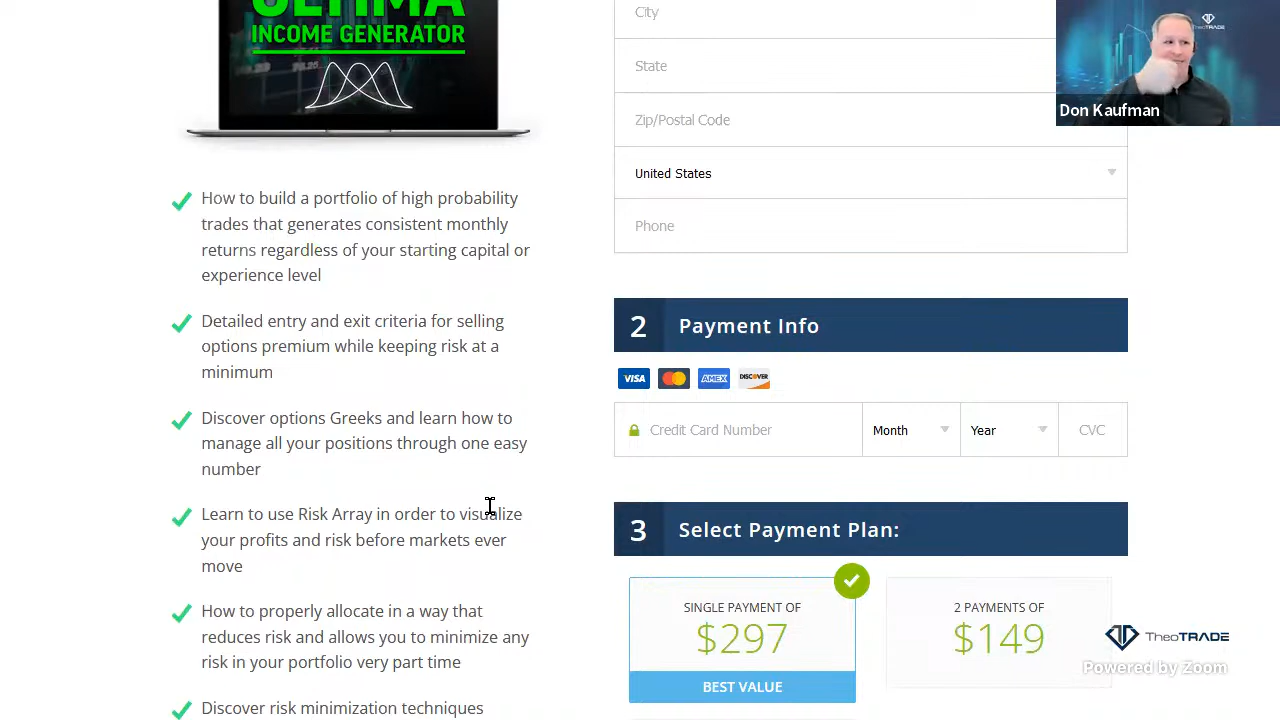 ULTIMA
INCOME GENERATOR
How to build a portfolio of high probability
trades that generates consistent monthly
returns regardless of your starting capital or
experience level
Detailed entry and exit criteria for selling
options premium while keeping risk at a
minimum
Discover options Greeks and learn how to
manage all your positions through one easy
number
Learn to use Risk Array in order to visualize
your profits and risk before markets ever
move
How to properly allocate in a way that
reduces risk and allows you to minimize any
risk in your portfolio very part time
Discover risk minimization techniques
City
State
Zip/Postal Code
United States
Phone
2 Payment Info
VISA
AMEX
DISCOVER
Credit Card Number Month Year CVC
3 Select Payment Plan:
SINGLE PAYMENT OF
$297
BEST VALUE
2 PAYMENTS OF
$149
TheoTRADE
Don Kaufman
TheoTRADE
Powered by Zoom